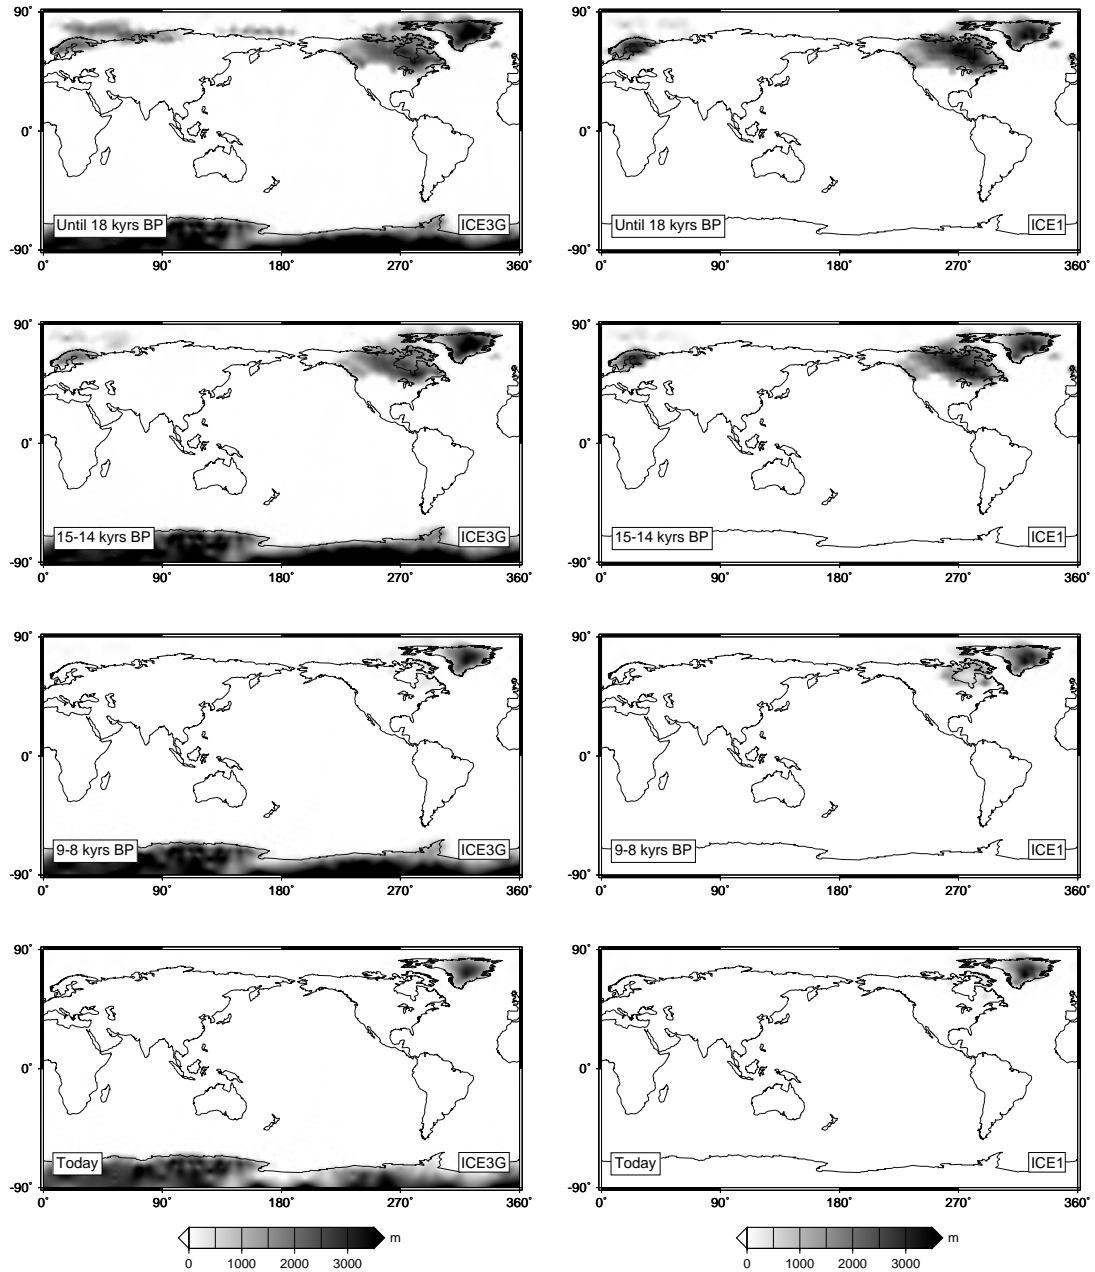 90˚ 90˚
0˚ 0˚
Until 18 kyrs BP ICE3G Until 18 kyrs BP ICE1
-90˚ -90˚
0˚ 90˚ 180˚ 270˚ 360˚ 0˚ 90˚ 180˚ 270˚ 360˚
90˚ 90˚
0˚ 0˚
15-14 kyrs BP ICE3G 15-14 kyrs BP ICE1
-90˚ -90˚
0˚ 90˚ 180˚ 270˚ 360˚ 0˚ 90˚ 180˚ 270˚ 360˚
90˚ 90˚
0˚ 0˚
9-8 kyrs BP ICE3G 9-8 kyrs BP ICE1
-90˚ -90˚
0˚ 90˚ 180˚ 270˚ 360˚ 0˚ 90˚ 180˚ 270˚ 360˚
90˚ 90˚
0˚ 0˚
Today ICE3G Today ICE1
-90˚ -90˚
0˚ 90˚ 180˚ 270˚ 360˚ 0˚ 90˚ 180˚ 270˚ 360˚
m m
0 1000 2000 3000 0 1000 2000 3000